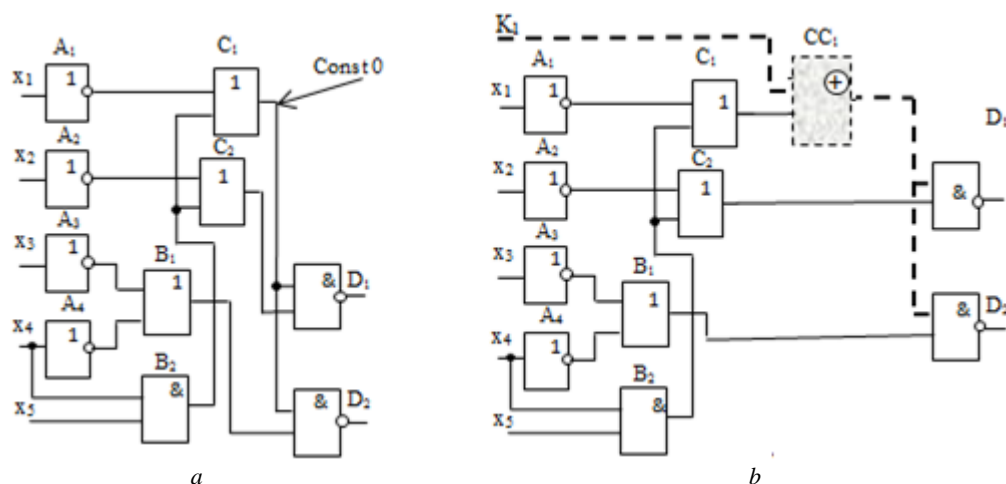 A₁
x₁
1
C₁
1
Const 0
A₂
x₂
1
C₂
1
A₃
x₃
1
B₁
1
& D₁
A₄
x₄
1
B₂
&
x₅
& D₂
a
K₁
CC₁
+
A₁
x₁
1
C₁
1
D₁
A₂
x₂
1
C₂
1
&
A₃
x₃
1
B₁
1
D₂
&
A₄
x₄
1
B₂
&
x₅
b